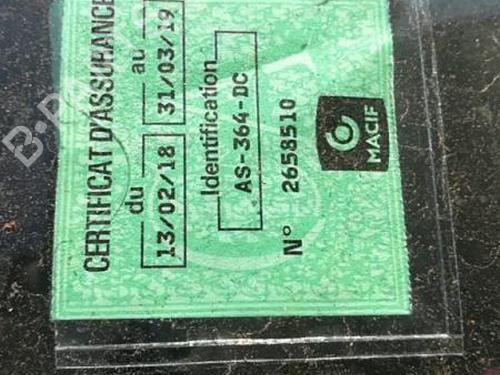 CERTIFICAT D'ASSURANCE
du au
13/02/18 31/03/19
Identification
AS-364-DC
N° 2658510
MACIF